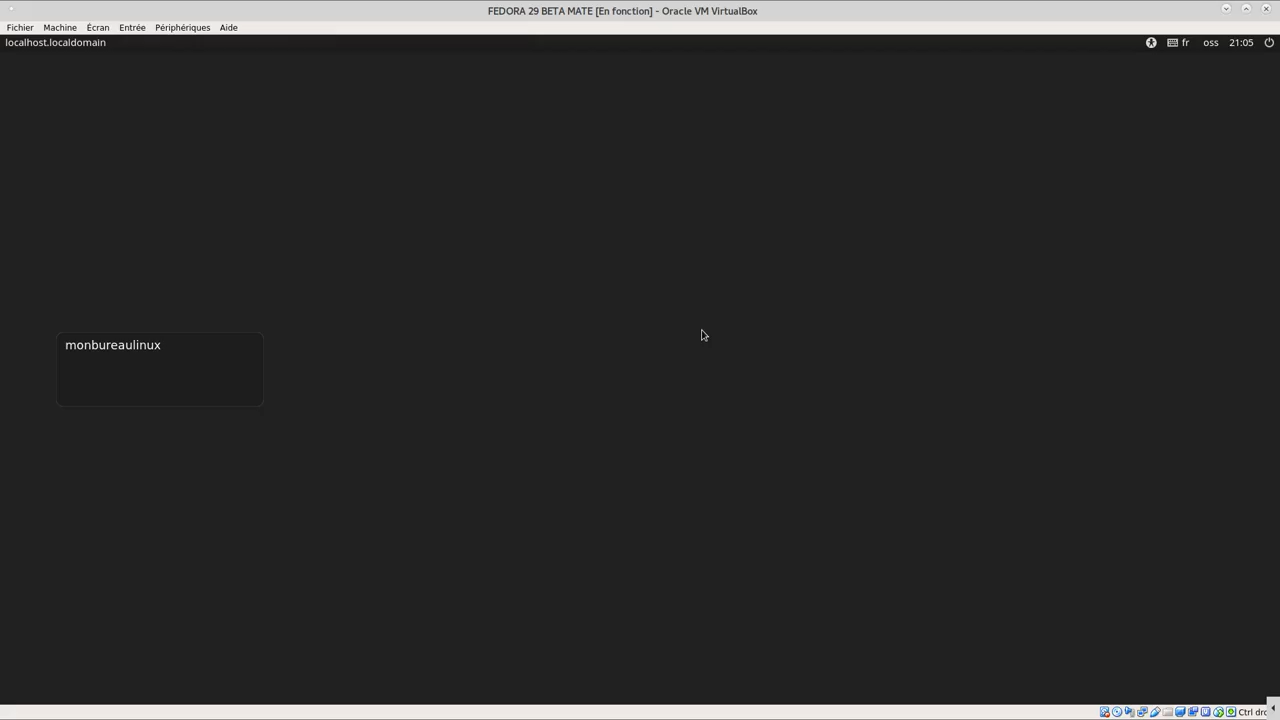 FEDORA 29 BETA MATE [En fonction] - Oracle VM VirtualBox
Fichier Machine Écran Entrée Périphériques Aide
localhost.localdomain fr oss 21:05
monbureaulinux
Ctrl